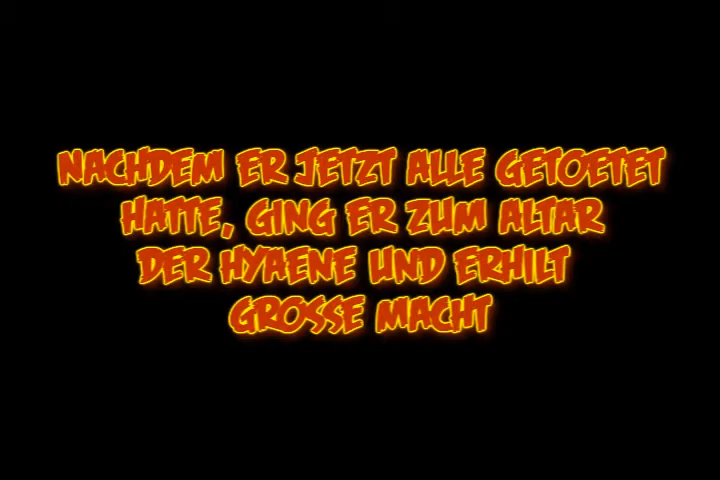 NACHDEM ER JETZT ALLE GETOETET
HATTE, GING ER ZUM ALTAR
DER HYAENE UND ERHILT
GROSSE MACHT